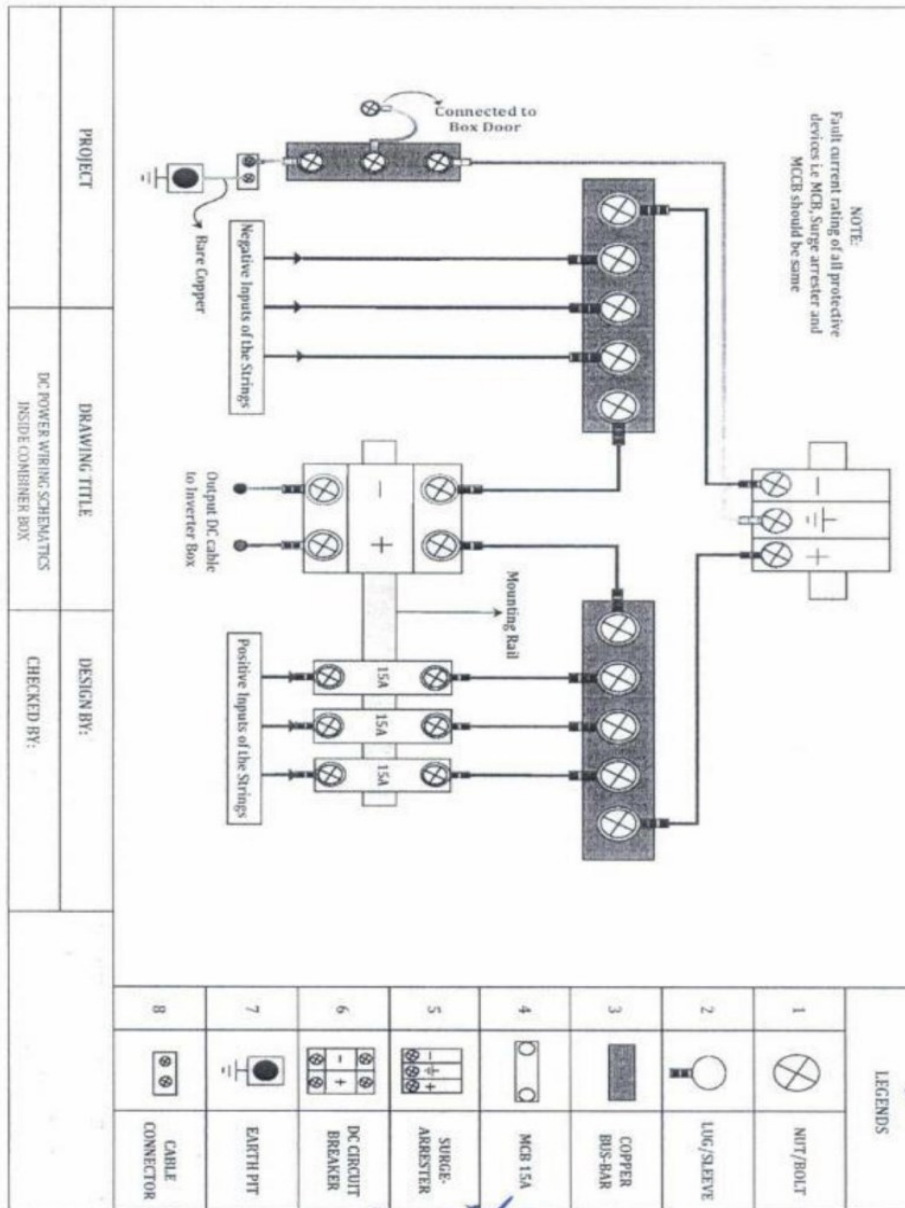 NOTE:
Fault current rating of all protective
devices i.e MCB, Surge arrester and
MCCB should be same
−
+
Connected to
Box Door
Bare Copper
Negative Inputs of the Strings
−
+
Output DC cable
to Inverter Box
Mounting Rail
15A
15A
15A
Positive Inputs of the Strings
LEGENDS
1
NUT/BOLT
2
LUG/SLEEVE
3
COPPER
BUS-BAR
4
MCB 15A
5
− +
SURGE-
ARRESTER
6
− +
DC CIRCUIT
BREAKER
7
EARTH PIT
8
CABLE
CONNECTOR
PROJECT
DRAWING TITLE
DC POWER WIRING SCHEMATICS
INSIDE COMBINER BOX
DESIGN BY:
CHECKED BY: